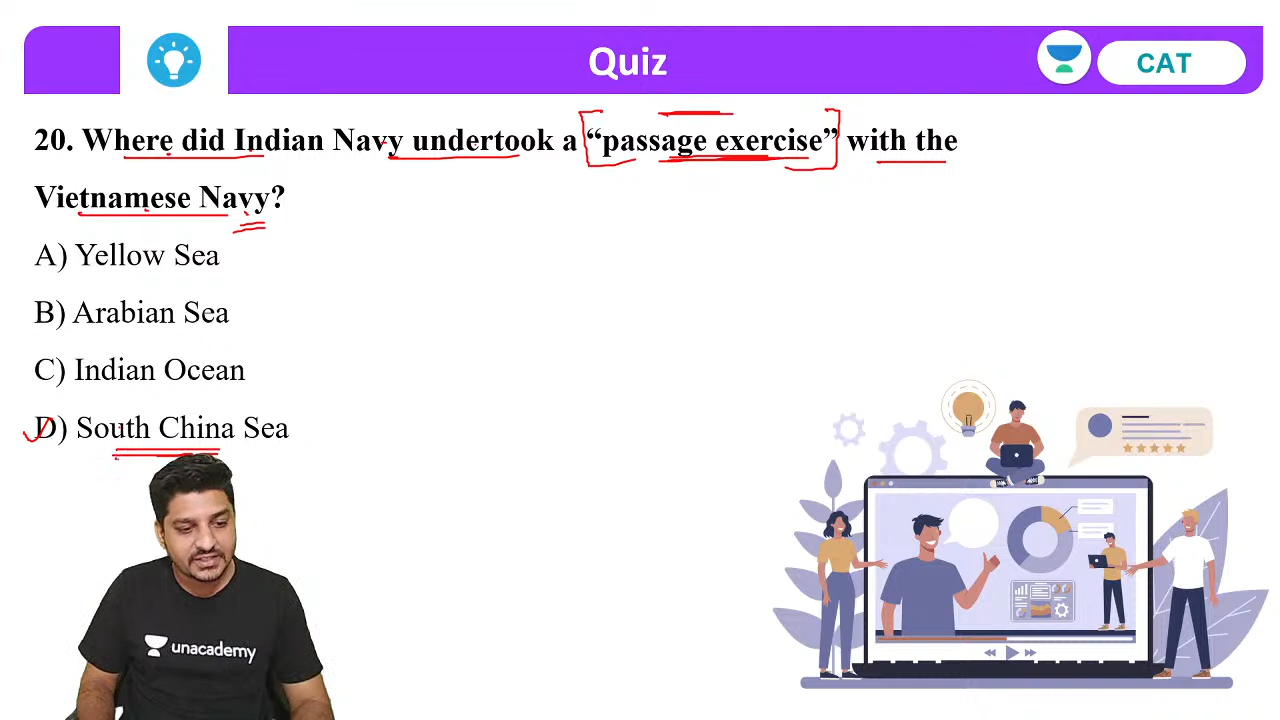 Quiz
CAT
20. Where did Indian Navy undertook a “passage exercise” with the
Vietnamese Navy?
A) Yellow Sea
B) Arabian Sea
C) Indian Ocean
D) South China Sea
unacademy